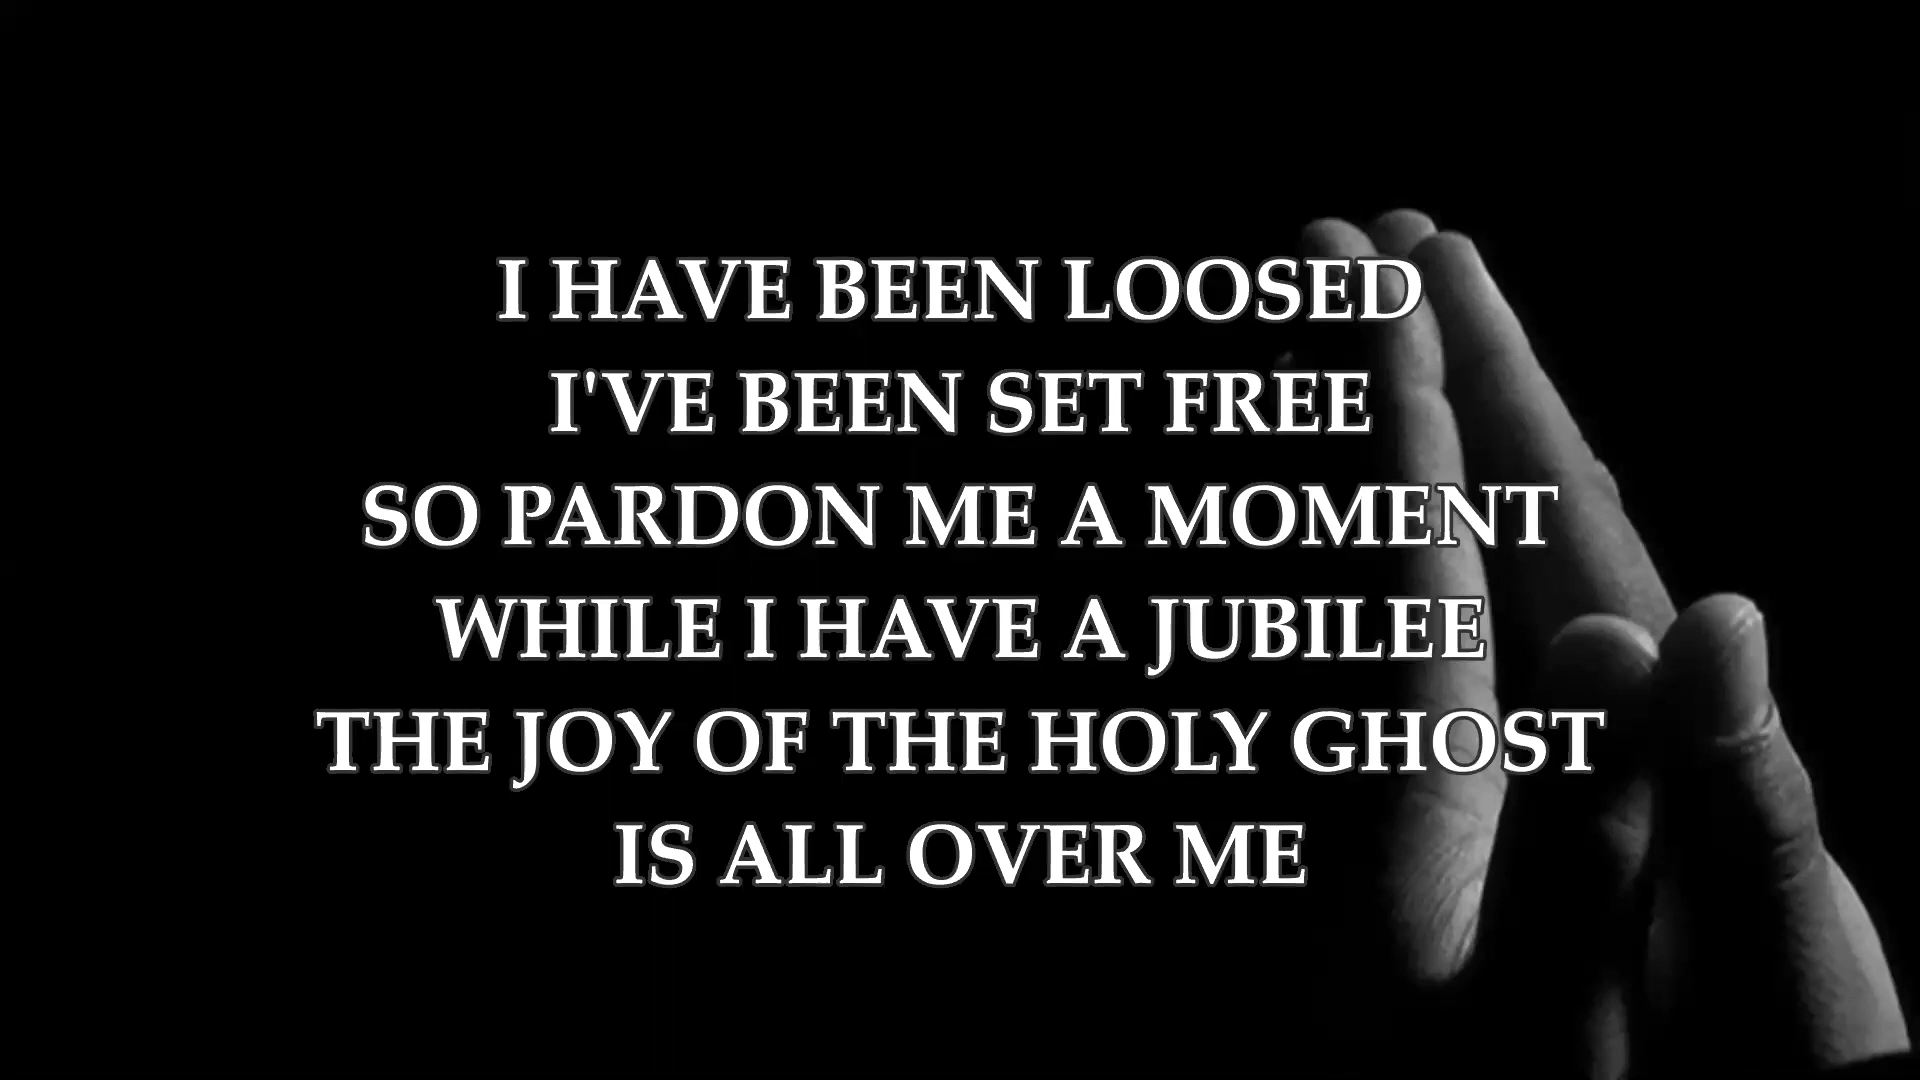 I HAVE BEEN LOOSED
I'VE BEEN SET FREE
SO PARDON ME A MOMENT
WHILE I HAVE A JUBILEE
THE JOY OF THE HOLY GHOST
IS ALL OVER ME